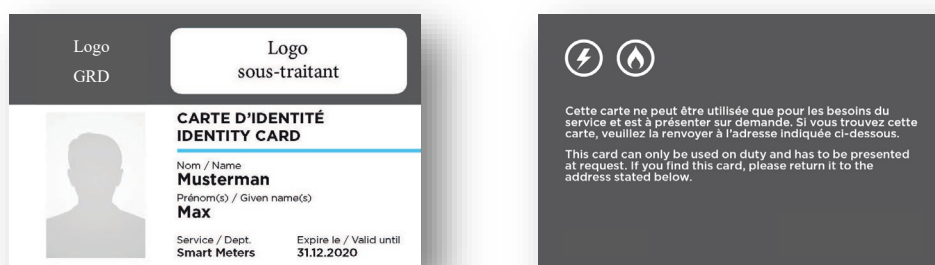 Logo
GRD
Logo
sous-traitant
CARTE D'IDENTITÉ
IDENTITY CARD
Nom / Name
Musterman
Prénom(s) / Given name(s)
Max
Service / Dept.
Smart Meters
Expire le / Valid until
31.12.2020
Cette carte ne peut être utilisée que pour les besoins du
service et est à présenter sur demande. Si vous trouvez cette
carte, veuillez la renvoyer à l'adresse indiquée ci-dessous.
This card can only be used on duty and has to be presented
at request. If you find this card, please return it to the
address stated below.